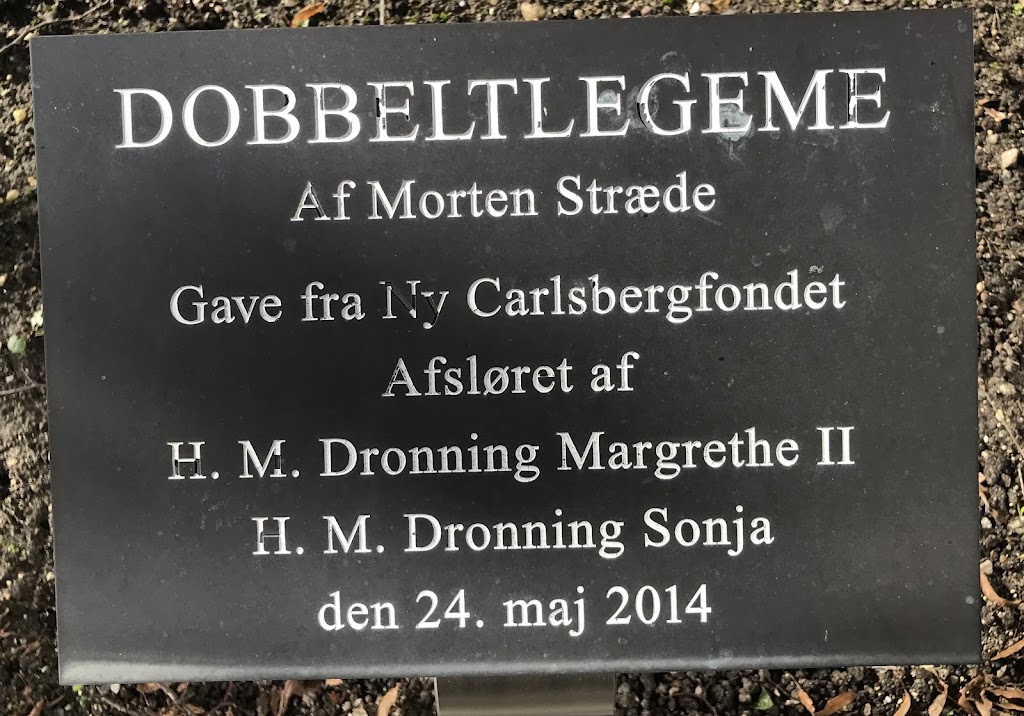 DOBBELTLEGEME
Af Morten Stræde
Gave fra Ny Carlsbergfondet
Afsløret af
H. M. Dronning Margrethe II
H. M. Dronning Sonja
den 24. maj 2014